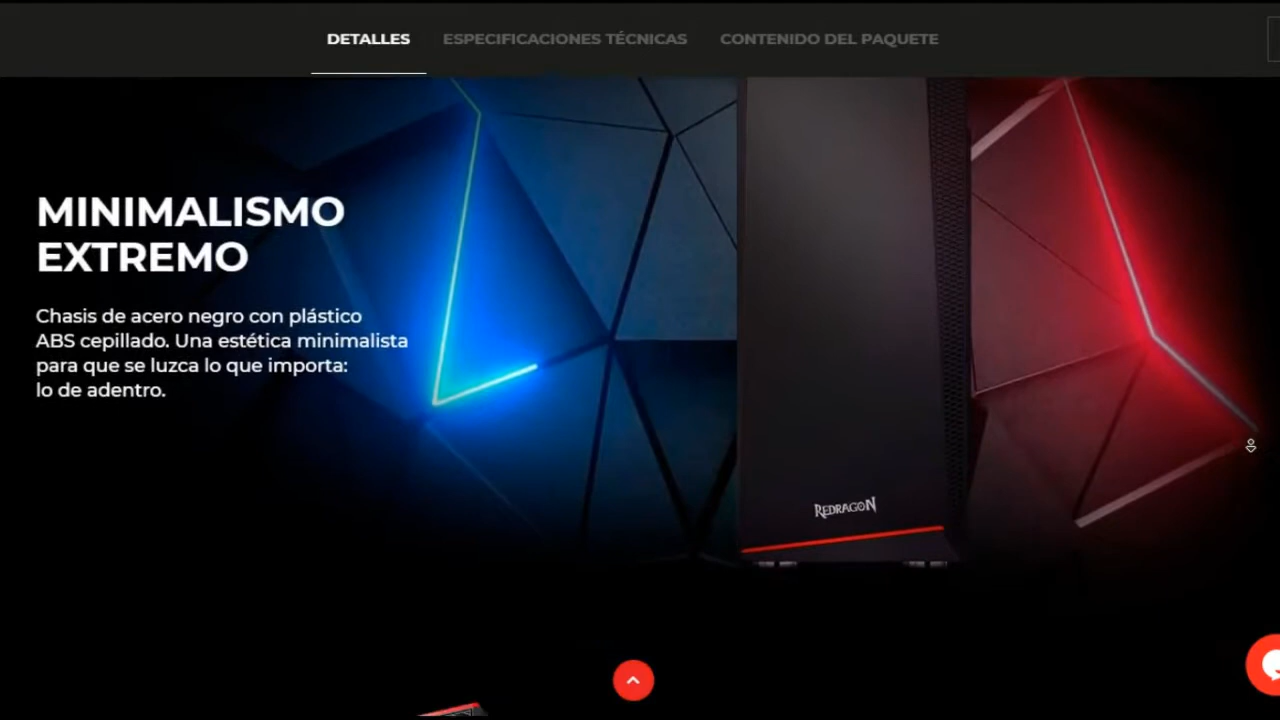 DETALLES
ESPECIFICACIONES TÉCNICAS
CONTENIDO DEL PAQUETE
MINIMALISMO
EXTREMO
Chasis de acero negro con plástico
ABS cepillado. Una estética minimalista
para que se luzca lo que importa:
lo de adentro.
REDRAGON